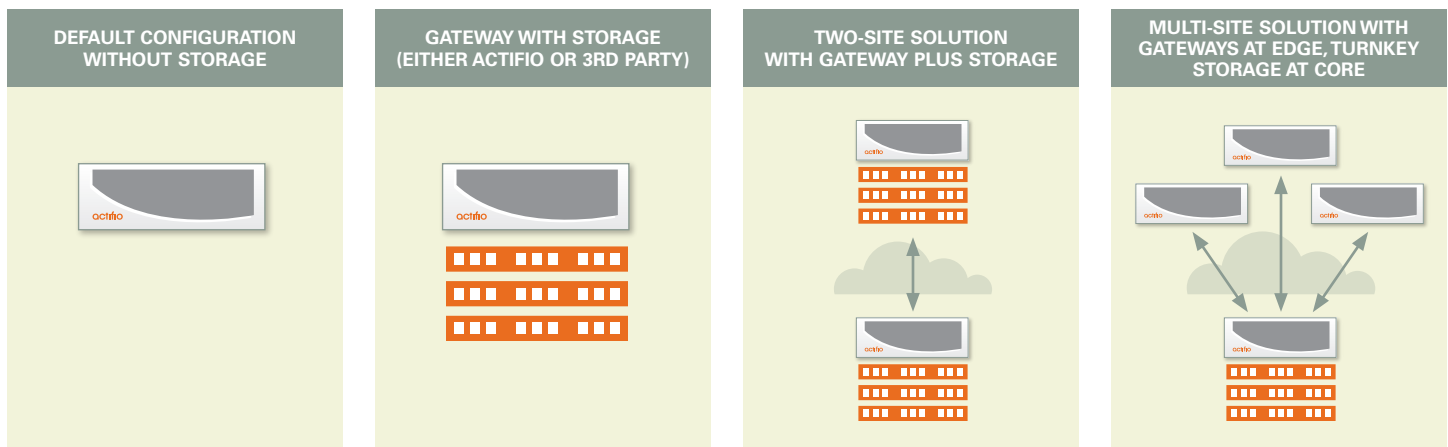 DEFAULT CONFIGURATION
WITHOUT STORAGE
GATEWAY WITH STORAGE
(EITHER ACTIFIO OR 3RD PARTY)
TWO-SITE SOLUTION
WITH GATEWAY PLUS STORAGE
MULTI-SITE SOLUTION WITH
GATEWAYS AT EDGE, TURNKEY
STORAGE AT CORE
actifio
actifio
actifio
actifio
actifio
actifio
actifio
actifio